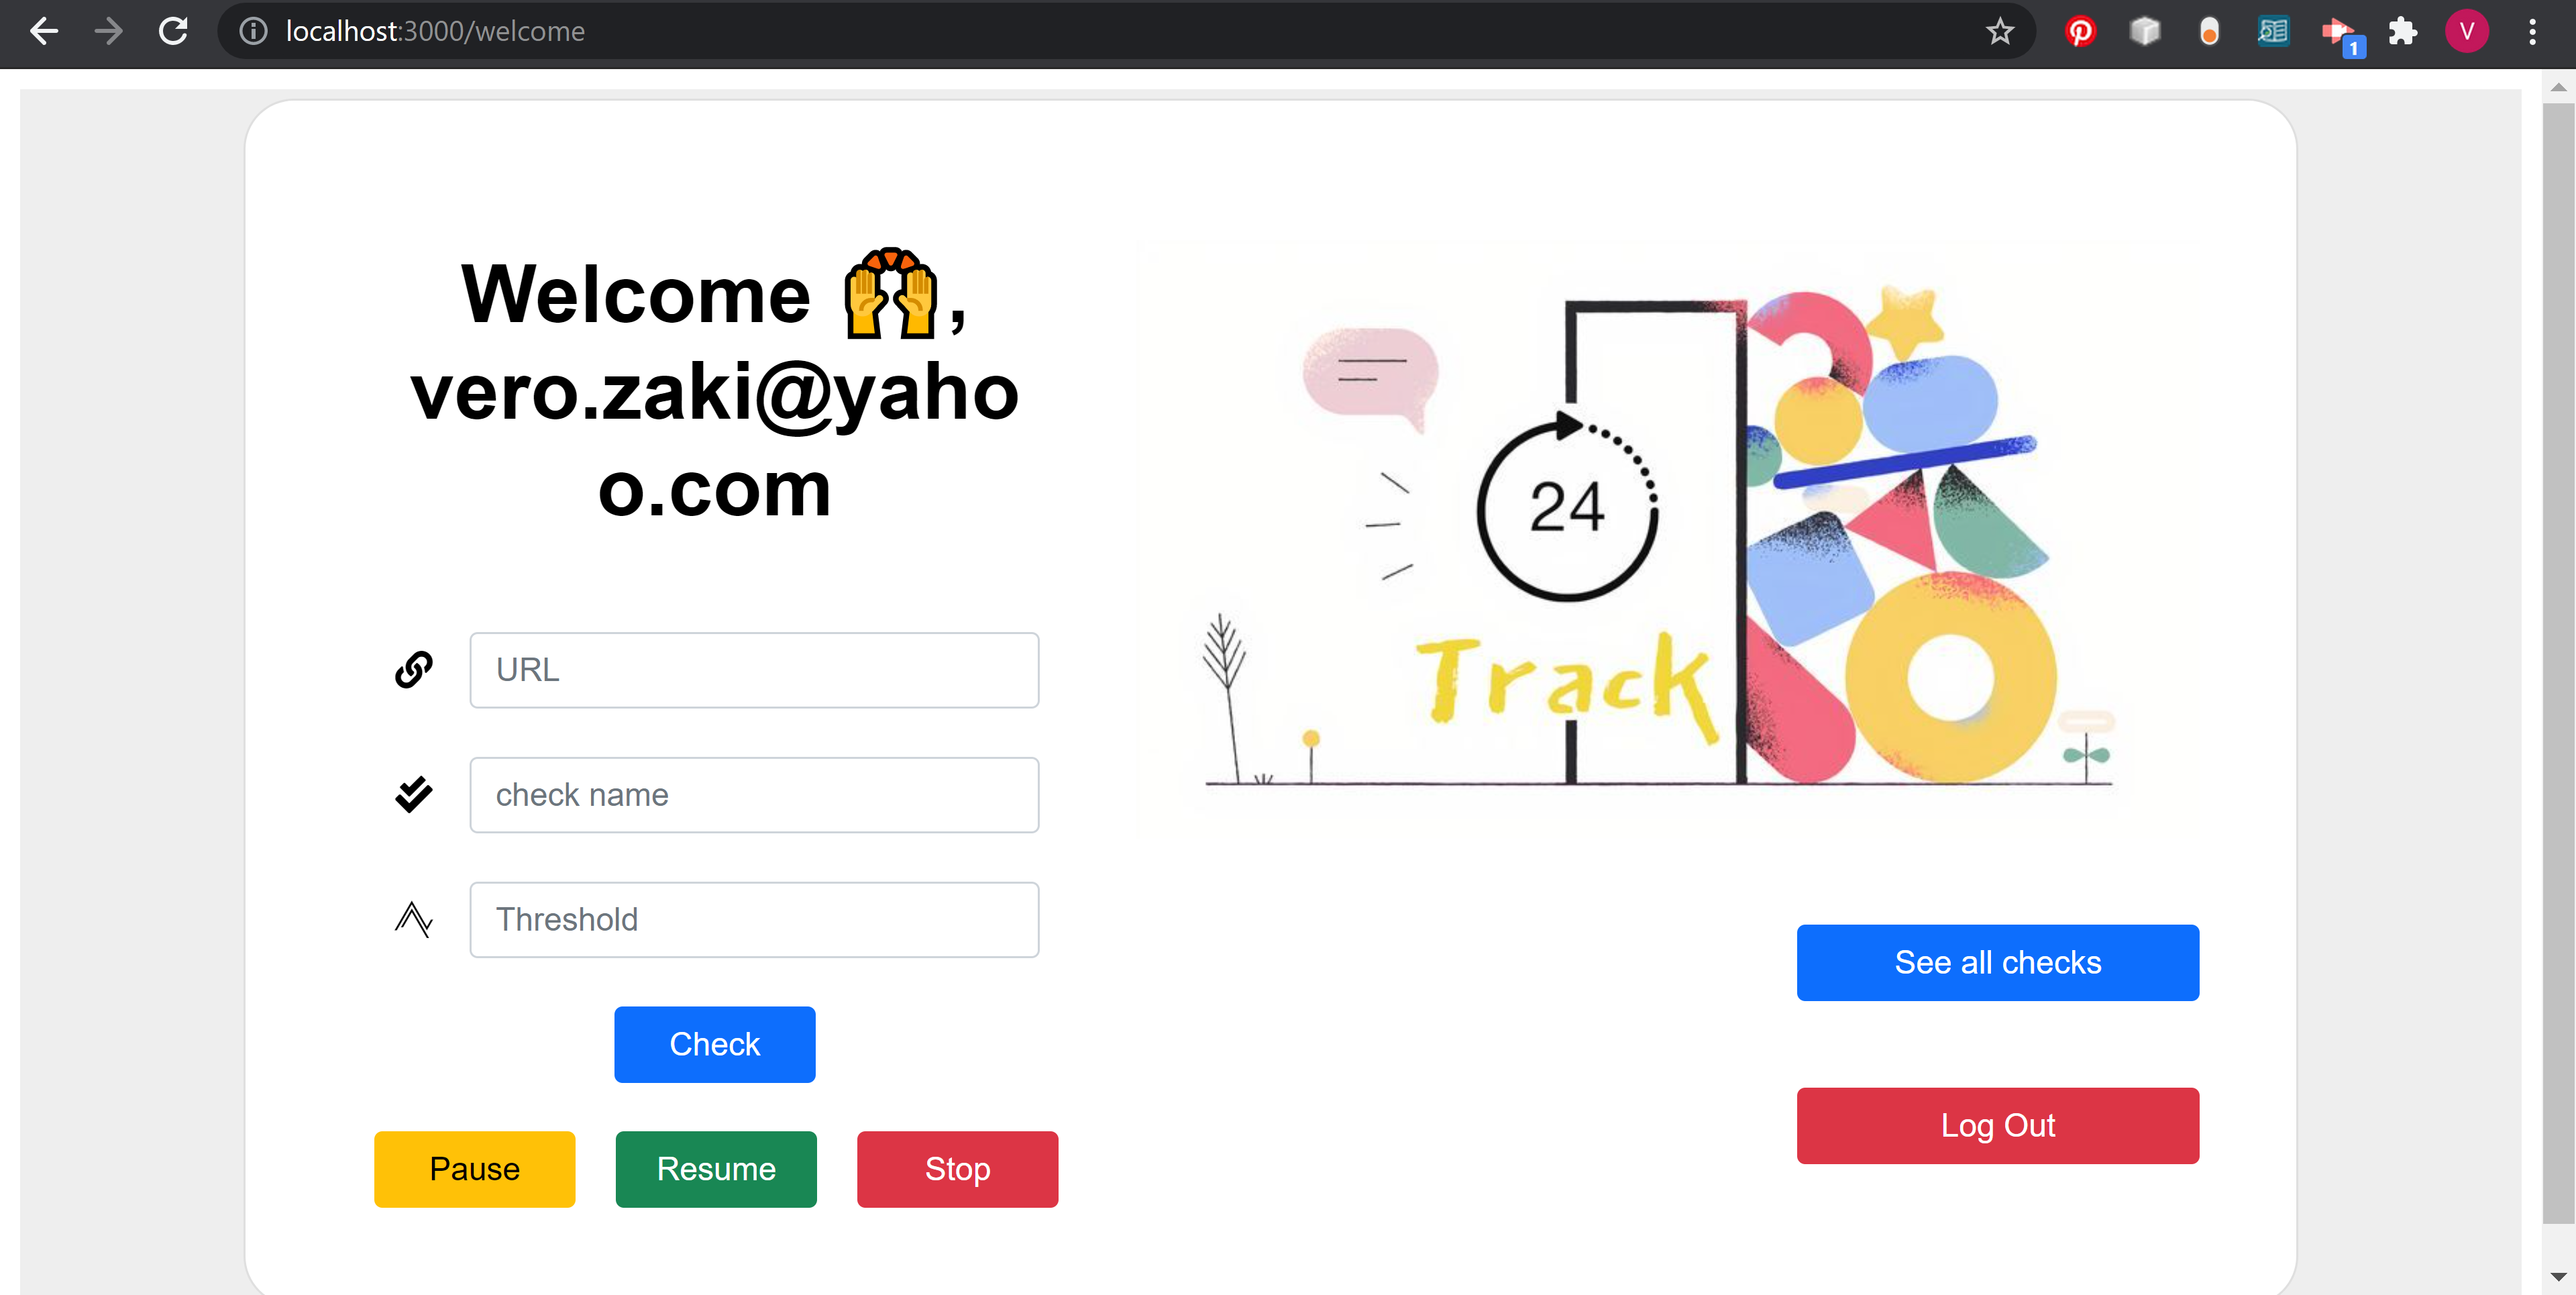 localhost:3000/welcome
1
V
Welcome 🙌,
vero.zaki@yaho
o.com
URL
check name
Threshold
Check
Pause
Resume
Stop
24
Track
See all checks
Log Out